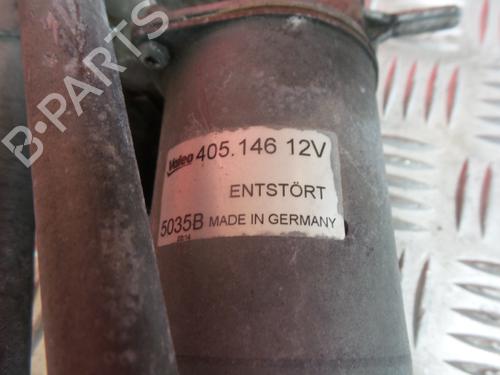 B-PARTS
Valeo 405.146 12V
ENTSTÖRT
5035B MADE IN GERMANY